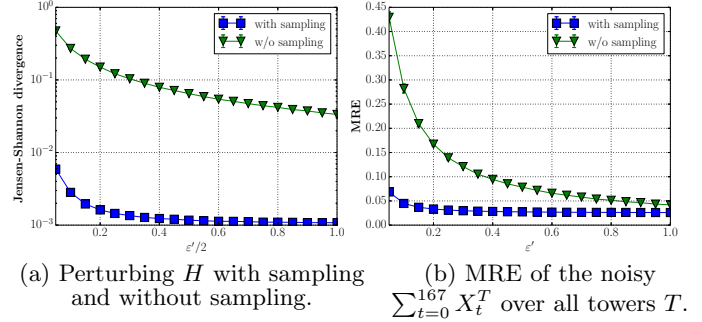 10^0
10^{-1}
10^{-2}
10^{-3}
Jensen-Shannon divergence
with sampling
w/o sampling
0.2 0.4 0.6 0.8 1.0
ε′/2
(a) Perturbing H with sampling
and without sampling.
0.45
0.40
0.35
0.30
0.25
0.20
0.15
0.10
0.05
0.00
MRE
with sampling
w/o sampling
0.2 0.4 0.6 0.8 1.0
ε′
(b) MRE of the noisy
∑_{t=0}^{167} X_t^T over all towers T.